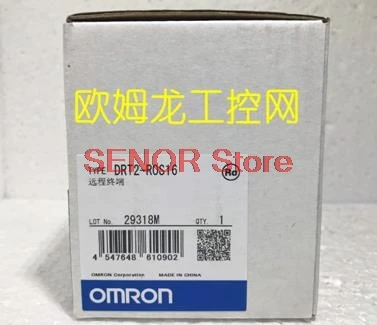 欧姆龙工控网
SENOR Store
TYPE DRT2-ROS16
远程终端
LOT No. 29318M QTY. 1
4 547648 610902
OMRON Corporation MADE IN CHINA
OMRON